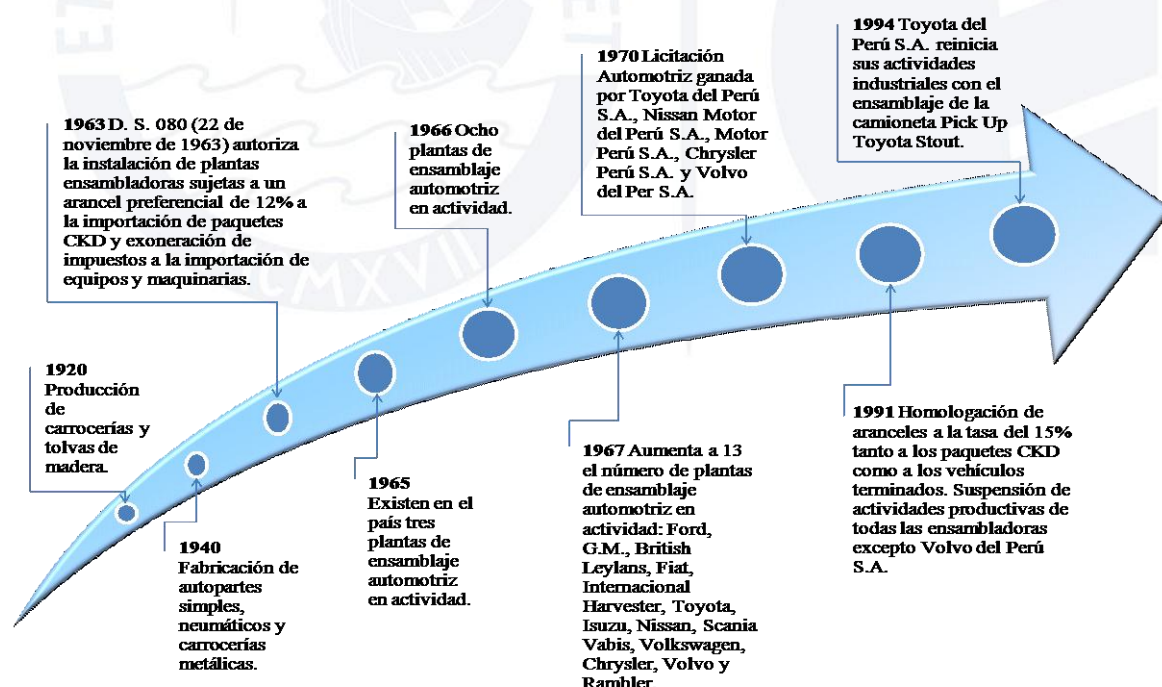 1920
Producción
de
carrocerías y
tolvas de
madera.
1940
Fabricación de
autopartes
simples,
neumáticos y
carrocerías
metálicas.
1963 D. S. 080 (22 de
noviembre de 1963) autoriza
la instalación de plantas
ensambladoras sujetas a un
arancel preferencial de 12% a
la importación de paquetes
CKD y exoneración de
impuestos a la importación de
equipos y maquinarias.
1965
Existen en el
país tres
plantas de
ensamblaje
automotriz
en actividad.
1966 Ocho
plantas de
ensamblaje
automotriz
en actividad.
1967 Aumenta a 13
el número de plantas
de ensamblaje
automotriz en
actividad: Ford,
G.M., British
Leylans, Fiat,
Internacional
Harvester, Toyota,
Isuzu, Nissan, Scania
Vabis, Volkswagen,
Chrysler, Volvo y
Rambler
1970 Licitación
Automotriz ganada
por Toyota del Perú
S.A., Nissan Motor
del Perú S.A., Motor
Perú S.A., Chrysler
Perú S.A. y Volvo
del Per S.A.
1991 Homologación de
aranceles a la tasa del 15%
tanto a los paquetes CKD
como a los vehículos
terminados. Suspensión de
actividades productivas de
todas las ensambladoras
excepto Volvo del Perú
S.A.
1994 Toyota del
Perú S.A. reinicia
sus actividades
industriales con el
ensamblaje de la
camioneta Pick Up
Toyota Stout.
CMXVII